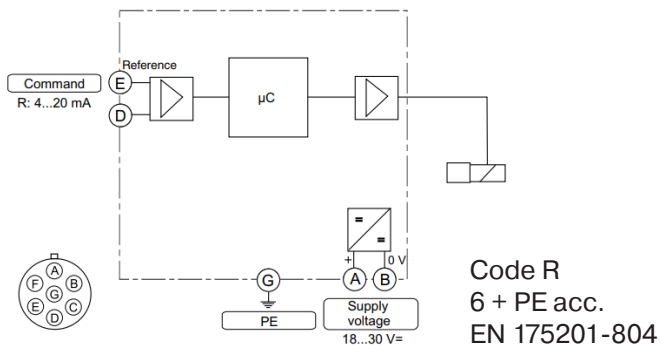 Reference
Command
E
R: 4...20 mA
D
µC
=
=
+
0 V
G
A
B
PE
Supply
voltage
18...30 V=
A
F
B
G
E
C
D
Code R
6 + PE acc.
EN 175201-804